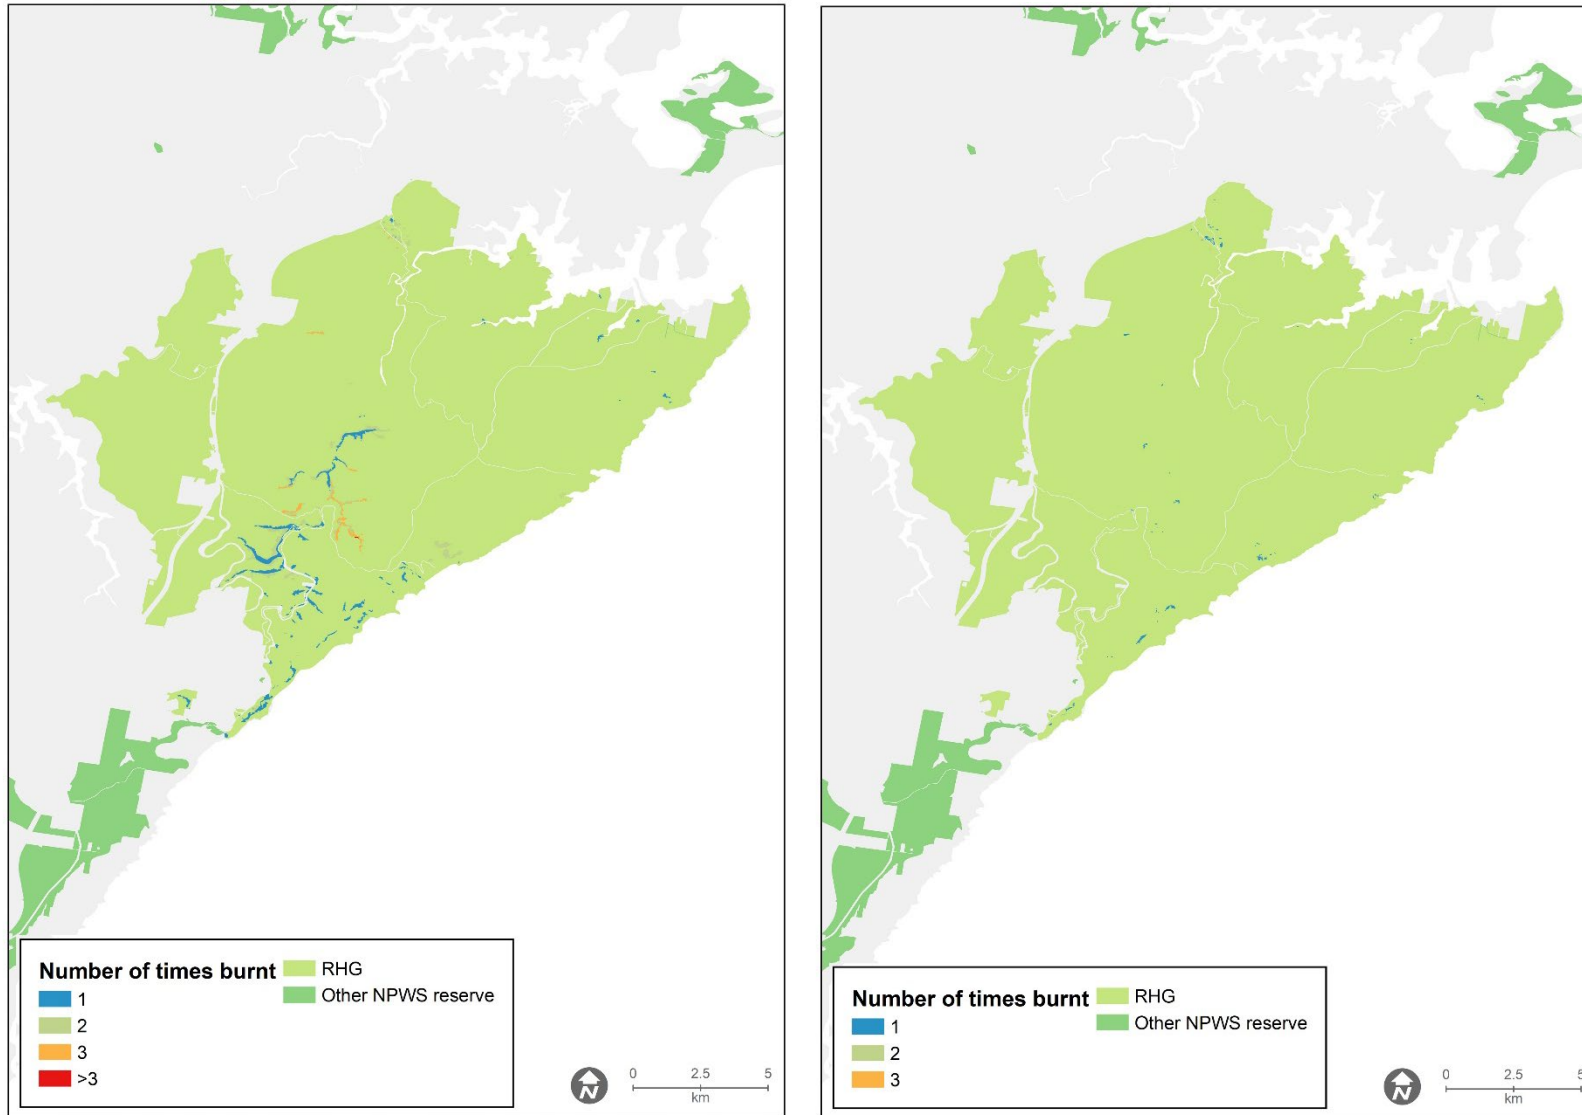 Number of times burnt
1
2
3
>3
RHG
Other NPWS reserve
N
0 2.5 5
km
Number of times burnt
1
2
3
RHG
Other NPWS reserve
N
0 2.5 5
km